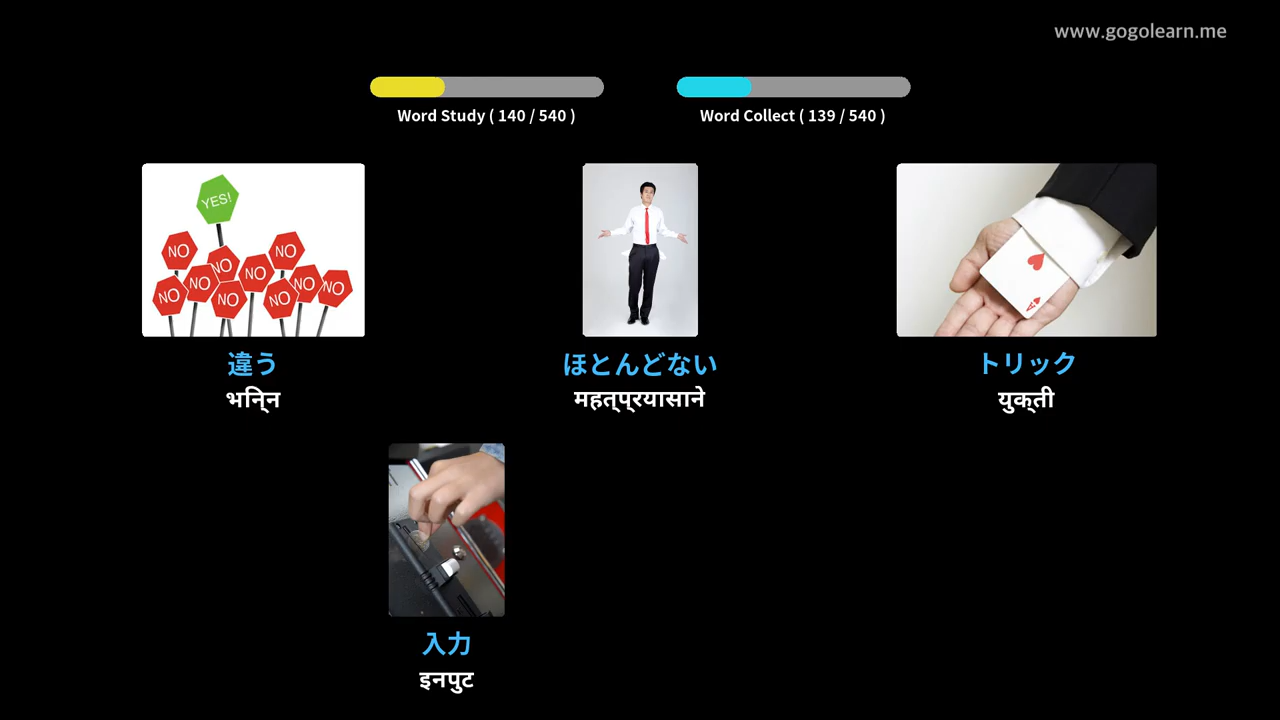 www.gogolearn.me
Word Study ( 140 / 540 )
Word Collect ( 139 / 540 )
YES!
NO
NO
NO
NO
NO
NO
NO
NO
NO
NO
違う
ほとんどない
トリック
भिन्‍न
महत्प्रयासाने
युक्ती
A
入力
इनपुट